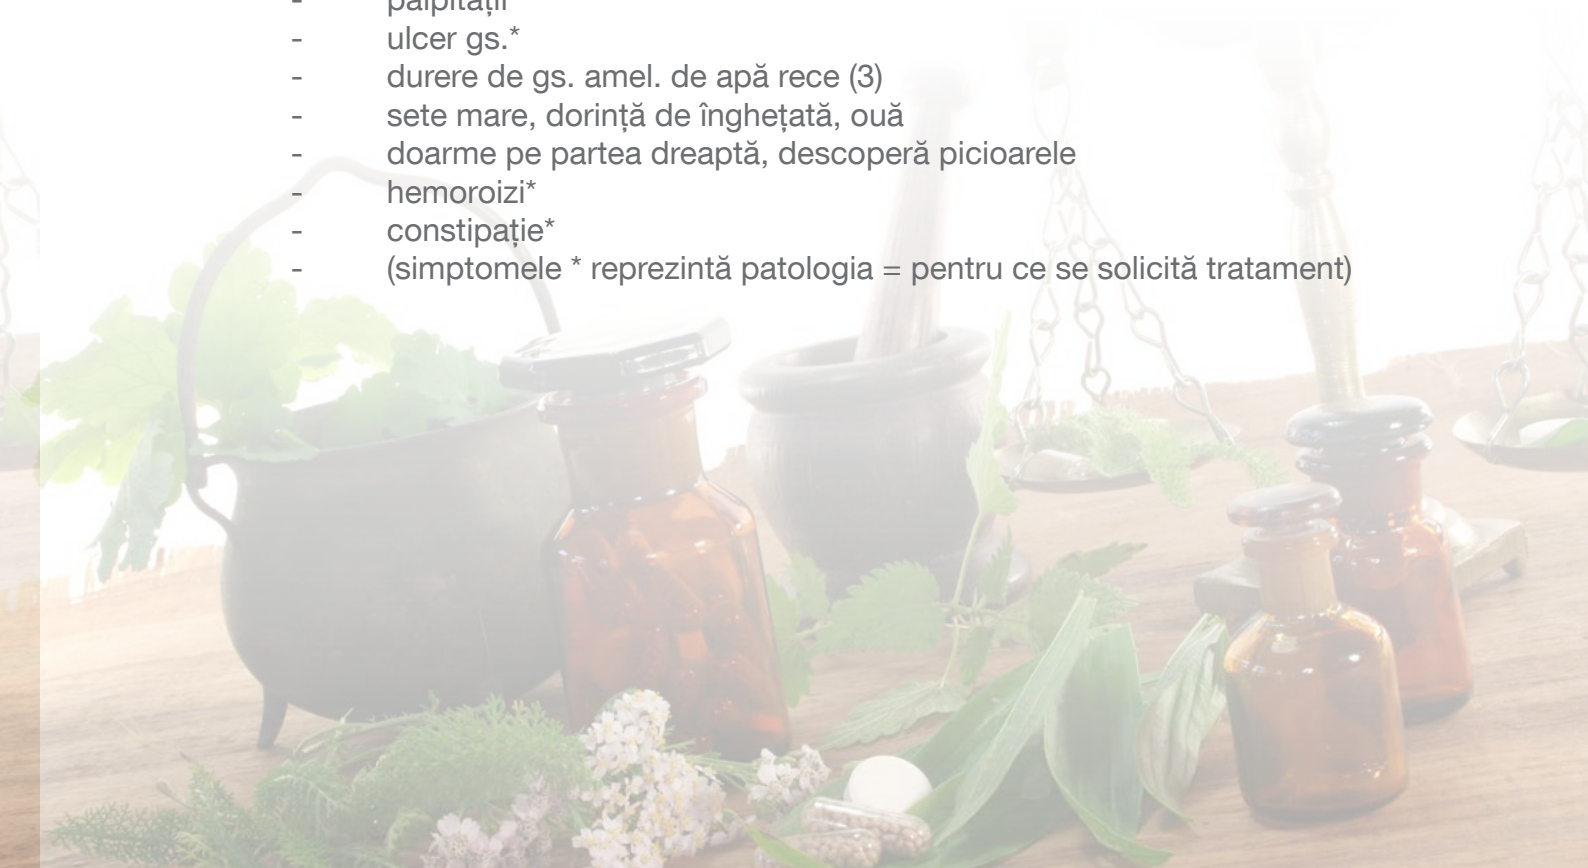 - palpitații
- ulcer gs.*
- durere de gs. amel. de apă rece (3)
- sete mare, dorință de înghețată, ouă
- doarme pe partea dreaptă, descoperă picioarele
- hemoroizi*
- constipație*
- (simptomele * reprezintă patologia = pentru ce se solicită tratament)